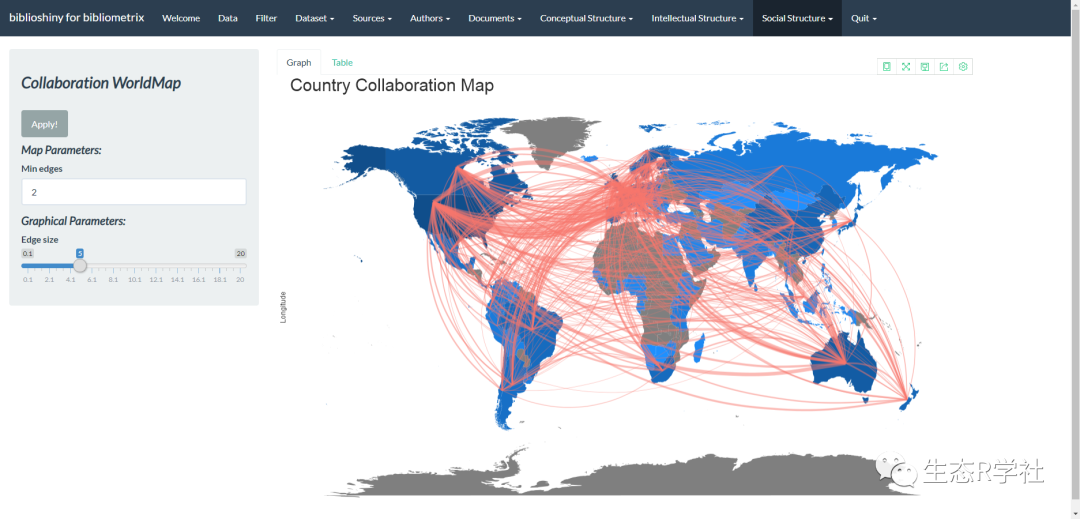 biblioshiny for bibliometrix Welcome Data Filter Dataset Sources Authors Documents Conceptual Structure Intellectual Structure Social Structure Quit
Collaboration WorldMap
Apply!
Map Parameters:
Min edges
2
Graphical Parameters:
Edge size
0.1 5 20
0.1 2.1 4.1 6.1 8.1 10.1 12.1 14.1 16.1 18.1 20
Graph Table
Country Collaboration Map
Longitude
生态R学社